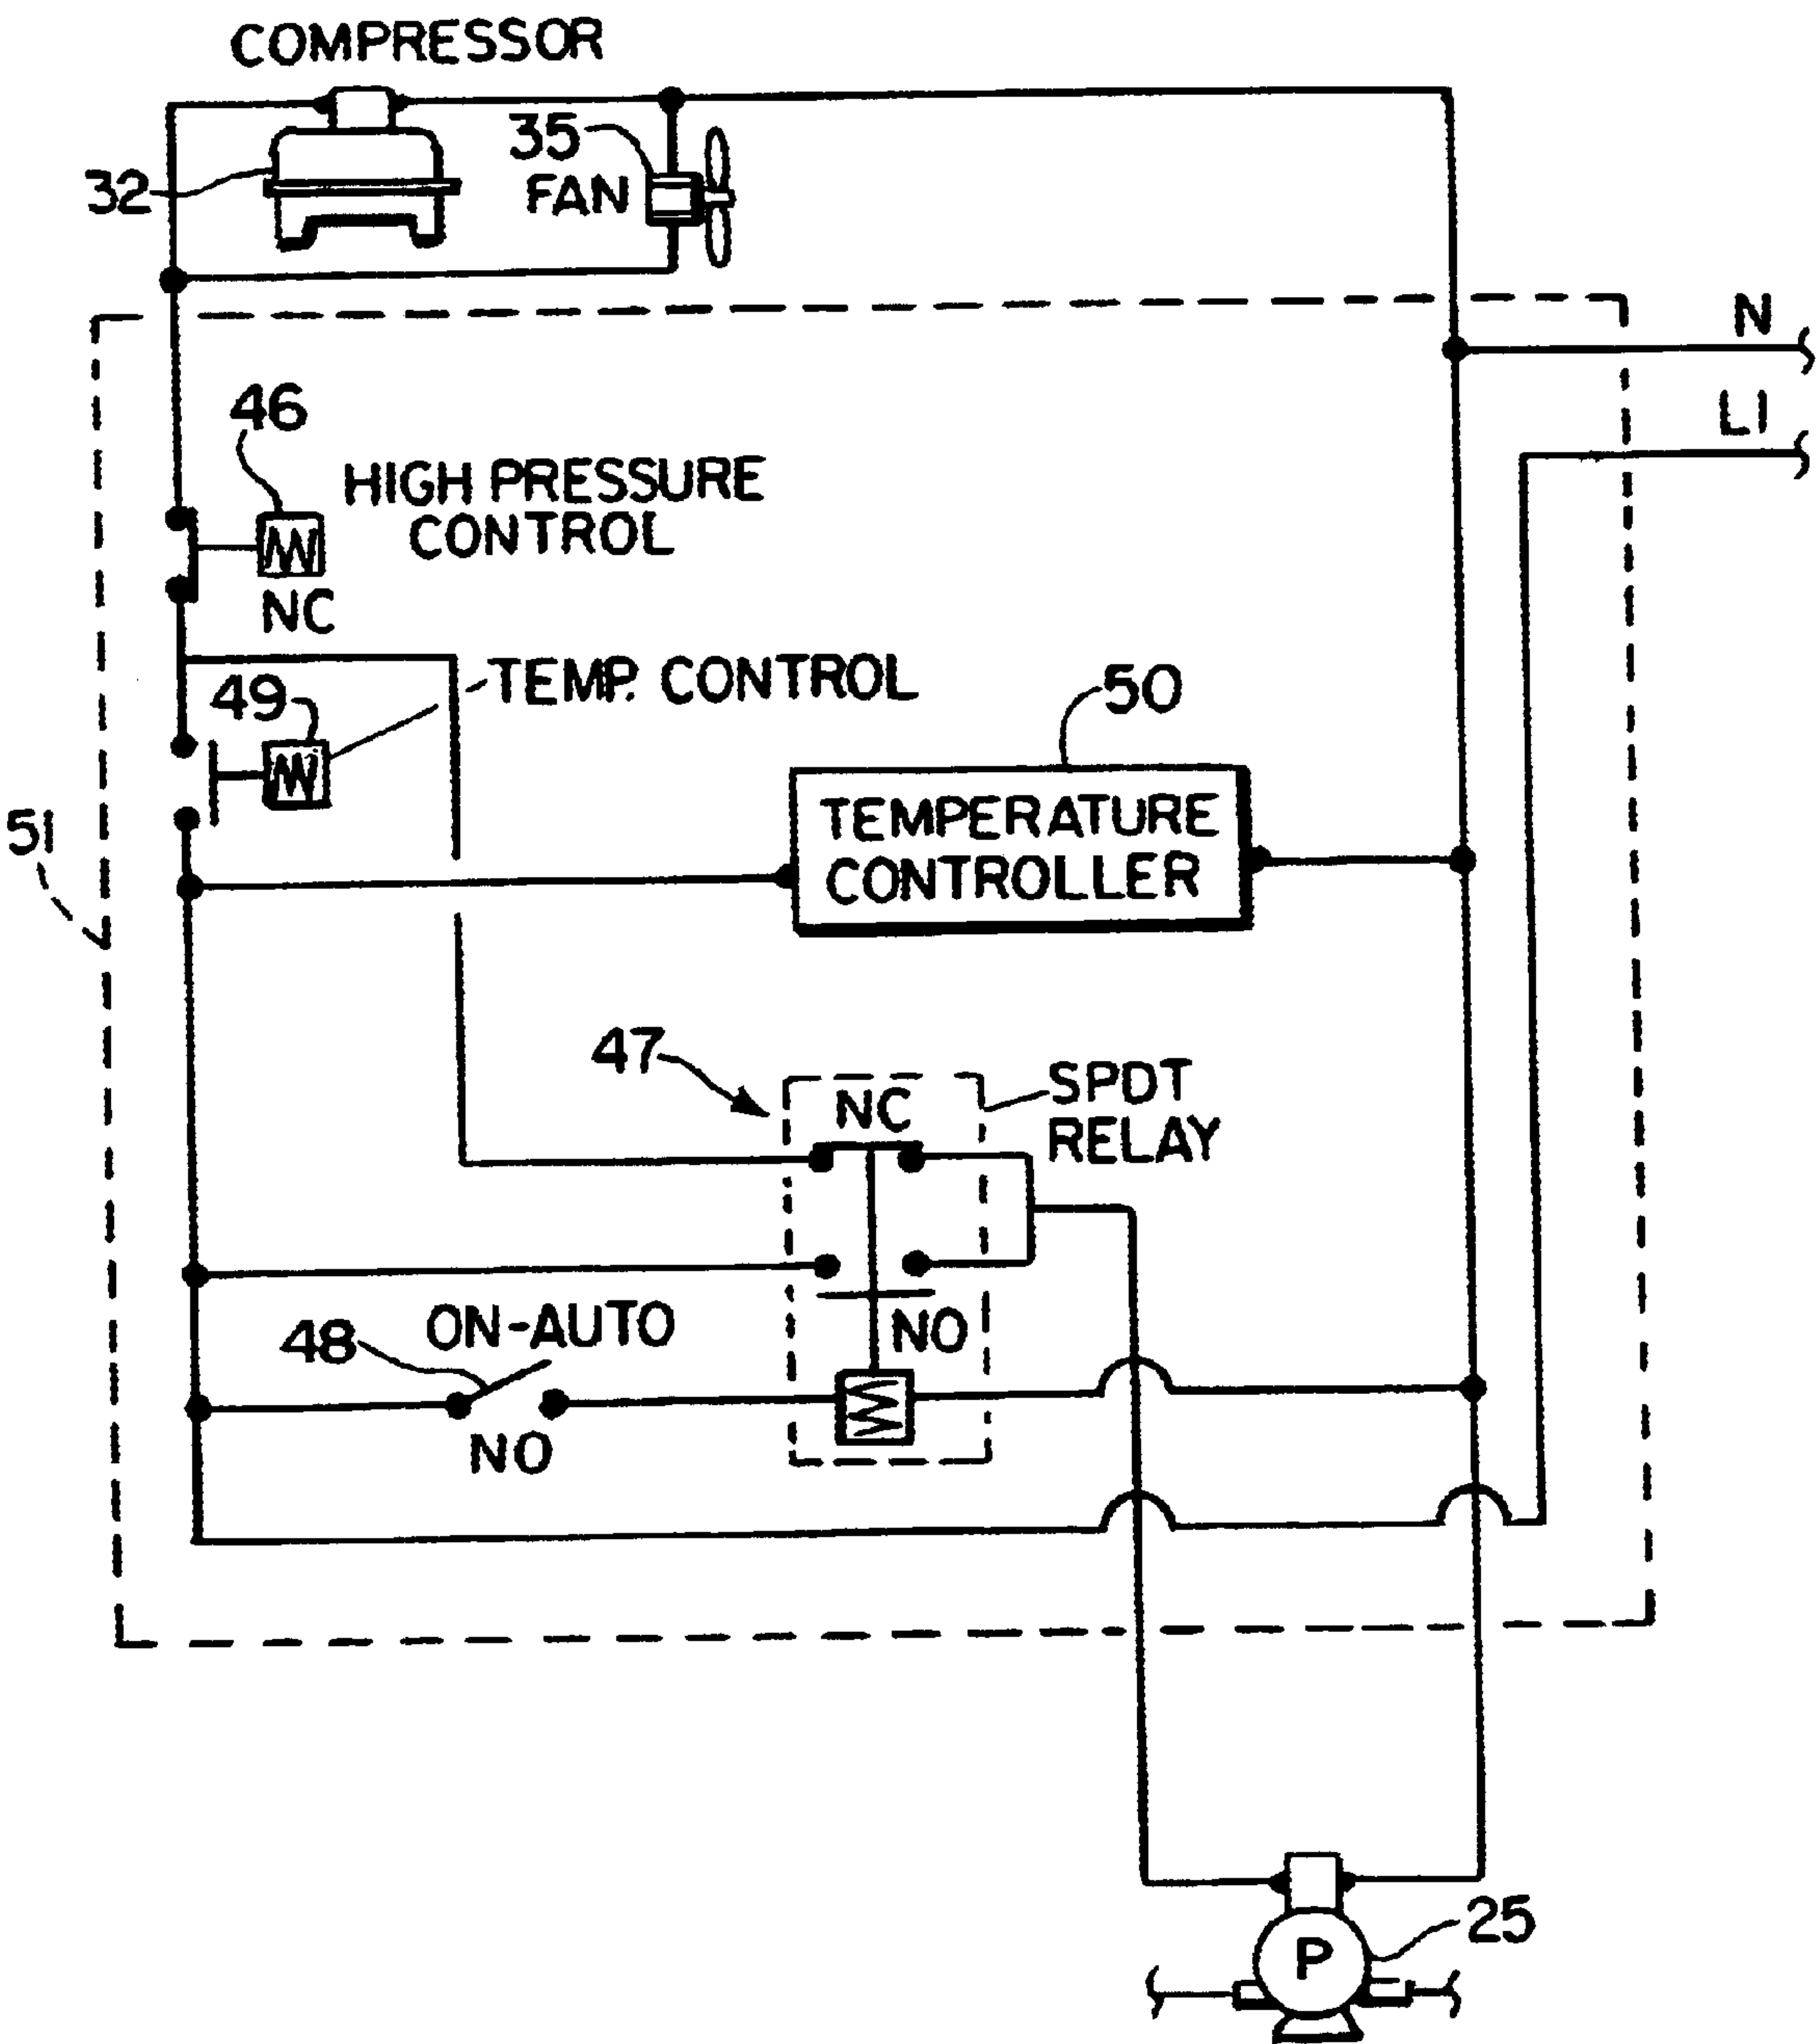 COMPRESSOR
35
FAN
32
N
L1
46
HIGH PRESSURE
CONTROL
NC
TEMP. CONTROL
49
50
TEMPERATURE
CONTROLLER
51
47
NC
SPDT
RELAY
ON-AUTO
48
NO
NO
25
P